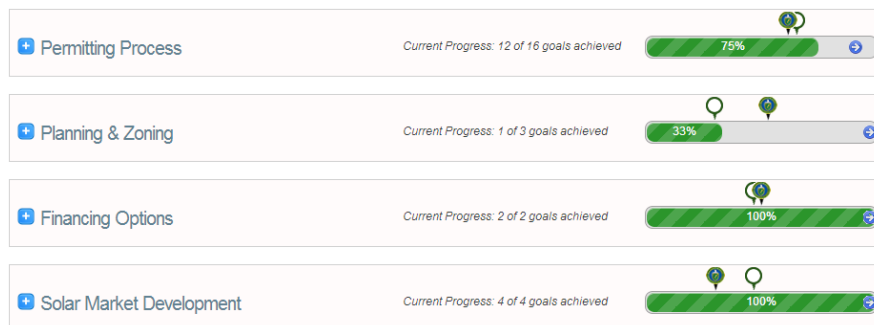 Permitting Process Current Progress: 12 of 16 goals achieved 75%
Planning & Zoning Current Progress: 1 of 3 goals achieved 33%
Financing Options Current Progress: 2 of 2 goals achieved 100%
Solar Market Development Current Progress: 4 of 4 goals achieved 100%